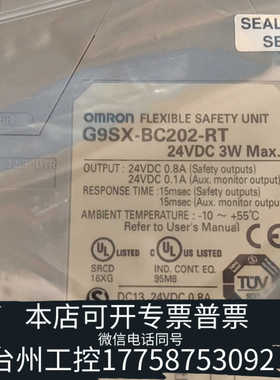 SEAL
SE
OMRON FLEXIBLE SAFETY UNIT
G9SX-BC202-RT
24VDC 3W Max.
OUTPUT : 24VDC 0.8A (Safety outputs)
24VDC 0.1A (Aux. monitor output)
RESPONSE TIME : 15msec (Safety outputs)
15msec (Aux. monitor output)
AMBIENT TEMPERATURE : -10 ~ +55℃
Refer to User's Manual
UL LISTED UL LISTED
SRCD IND. CONT. EQ.
16XG 95MB
TÜV
DC13 24VDC 0.8A
本店可开专票普票
微信电话同号
台州工控17758753092